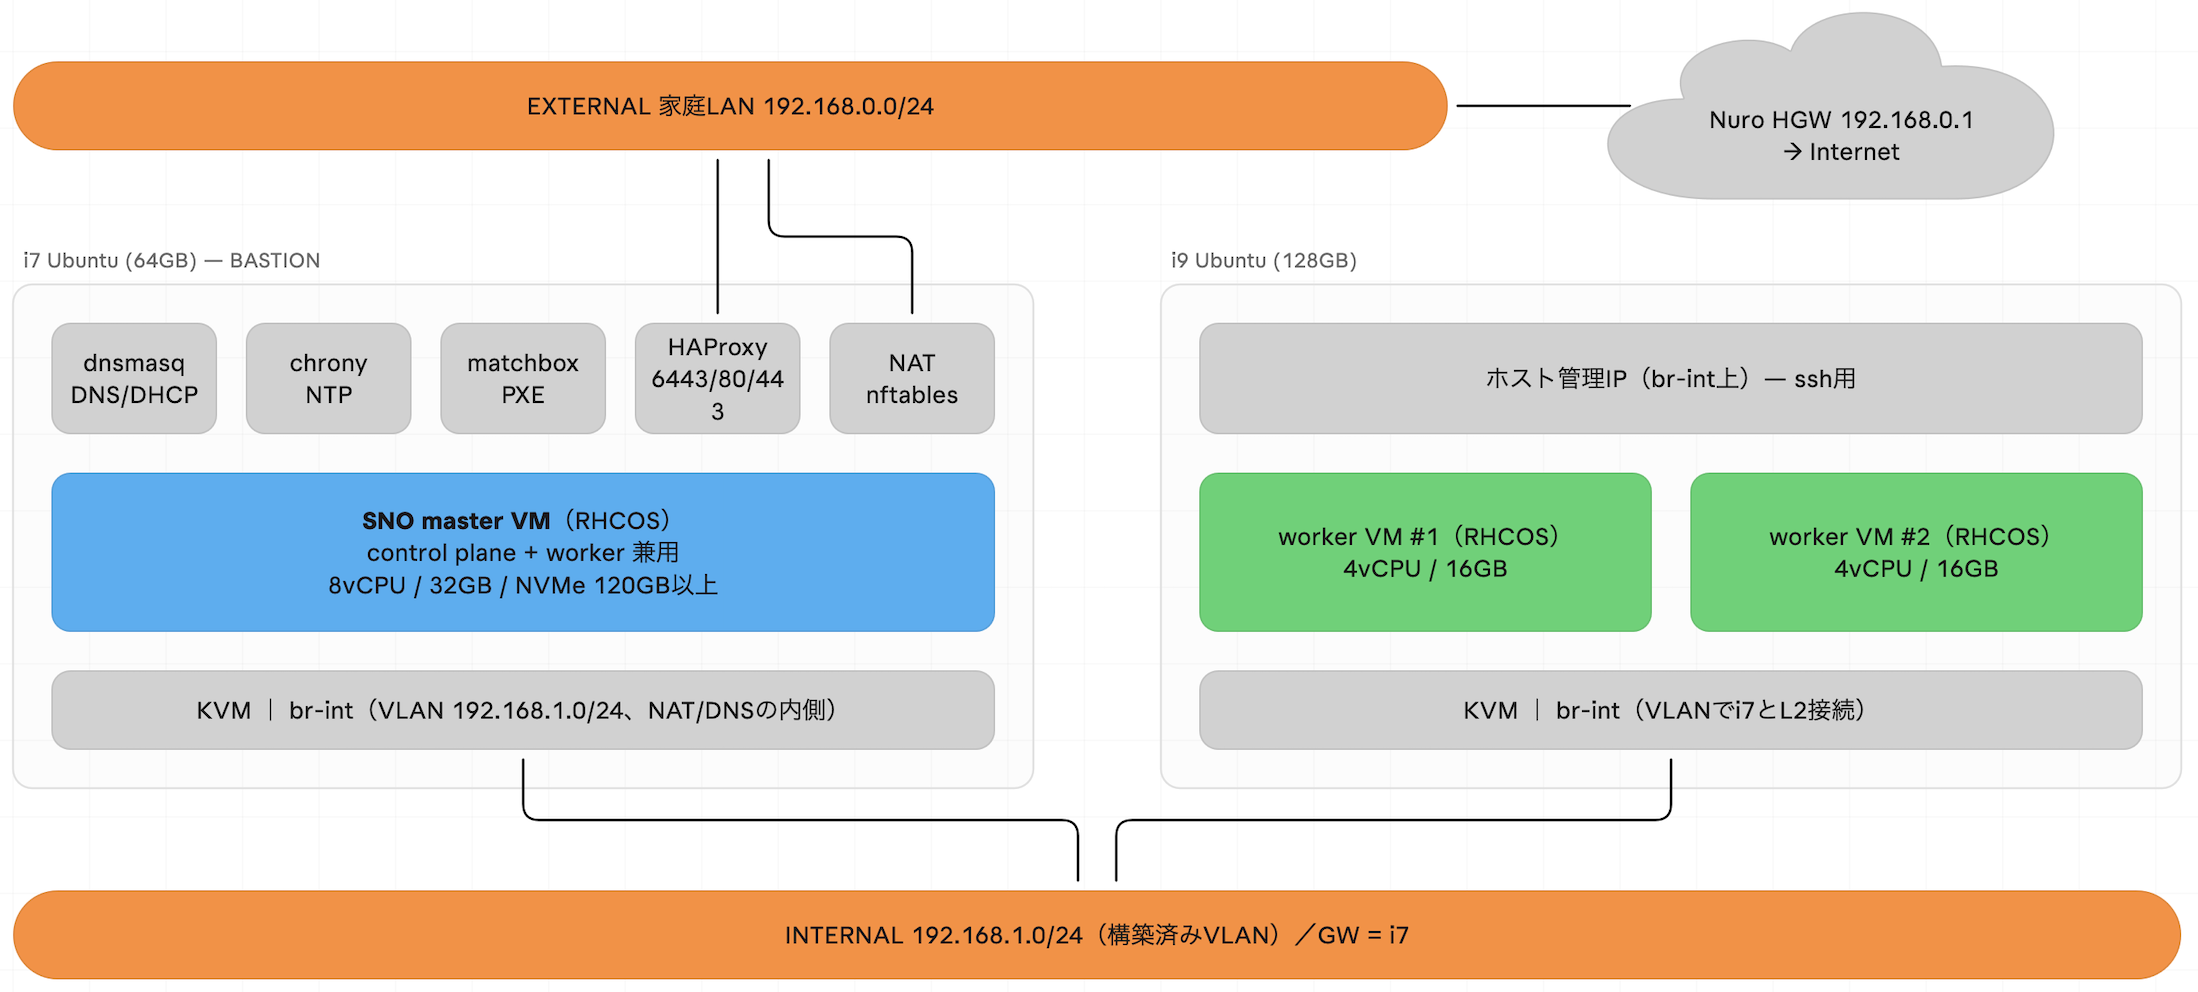 EXTERNAL 家庭LAN 192.168.0.0/24
Nuro HGW 192.168.0.1
→ Internet
i7 Ubuntu (64GB) — BASTION
dnsmasq
DNS/DHCP
chrony
NTP
matchbox
PXE
HAProxy
6443/80/44
3
NAT
nftables
SNO master VM（RHCOS）
control plane + worker 兼用
8vCPU / 32GB / NVMe 120GB以上
KVM ｜ br-int（VLAN 192.168.1.0/24、NAT/DNSの内側）
i9 Ubuntu (128GB)
ホスト管理IP（br-int上）— ssh用
worker VM #1（RHCOS）
4vCPU / 16GB
worker VM #2（RHCOS）
4vCPU / 16GB
KVM ｜ br-int（VLANでi7とL2接続）
INTERNAL 192.168.1.0/24（構築済みVLAN）／GW = i7